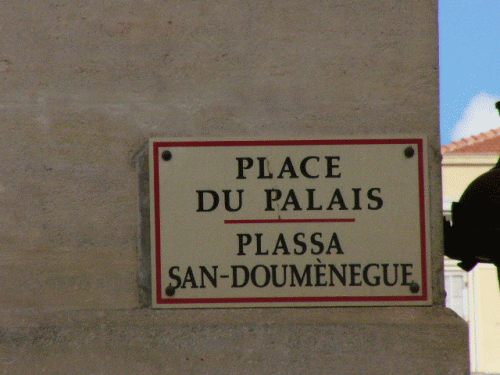 PLACE
DU PALAIS
PLASSA
SAN-DOUMÈNEGUE